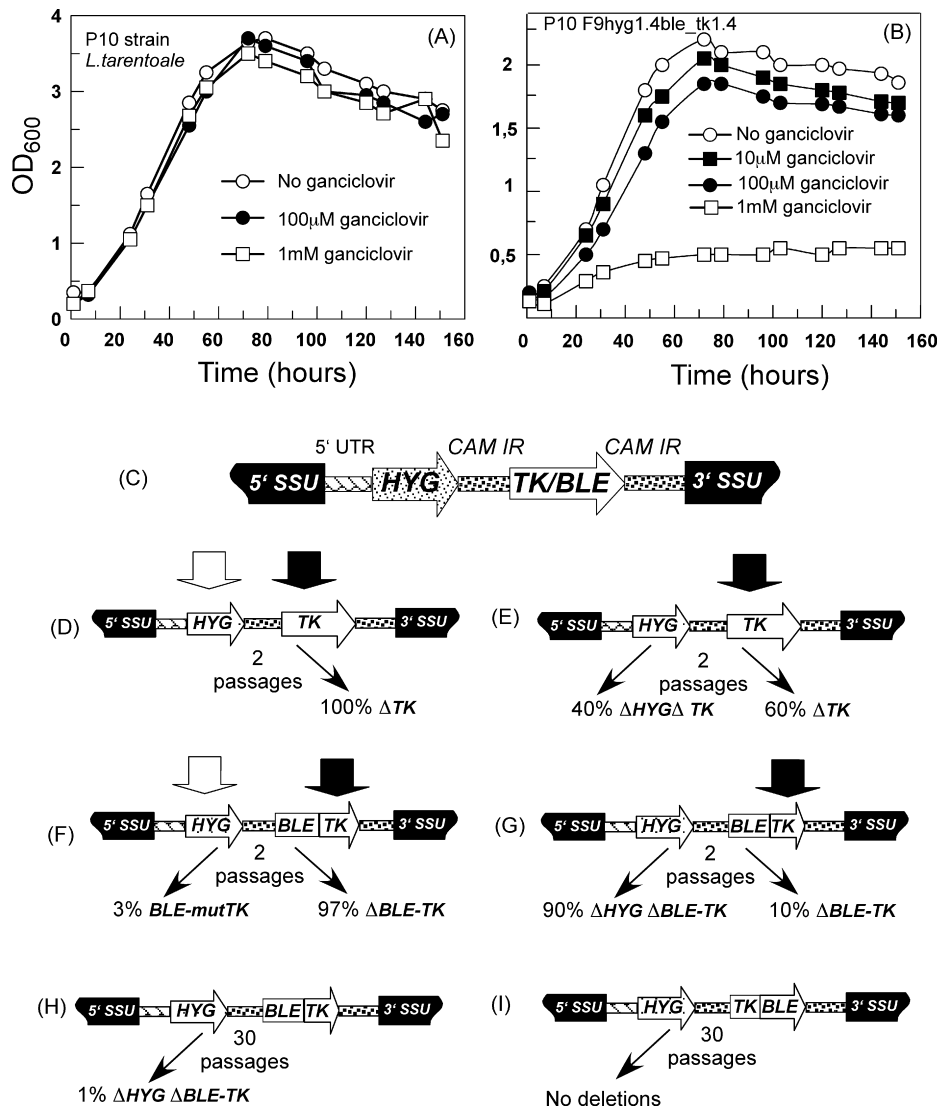 P10 strain
L.tarentoale
(A)
OD600
4
3
2
1
0
No ganciclovir
100μM ganciclovir
1mM ganciclovir
0 20 40 60 80 100 120 140 160
Time (hours)
P10 F9hyg1.4ble_tk1.4
(B)
2
1,5
1
0,5
No ganciclovir
10μM ganciclovir
100μM ganciclovir
1mM ganciclovir
0 20 40 60 80 100 120 140 160
Time (hours)
(C)
5' UTR CAM IR CAM IR
5' SSU HYG TK/BLE 3' SSU
(D)
5' SSU HYG TK 3' SSU
2
passages
100% ΔTK
(E)
5' SSU HYG TK 3' SSU
2
passages
40% ΔHYGΔ TK 60% ΔTK
(F)
5' SSU HYG BLE TK 3' SSU
2
passages
3% BLE-mutTK 97% ΔBLE-TK
(G)
5' SSU HYG BLE TK 3' SSU
2
passages
90% ΔHYG ΔBLE-TK 10% ΔBLE-TK
(H)
5' SSU HYG BLE TK 3' SSU
30
passages
1% ΔHYG ΔBLE-TK
(I)
5' SSU HYG TK BLE 3' SSU
30
passages
No deletions